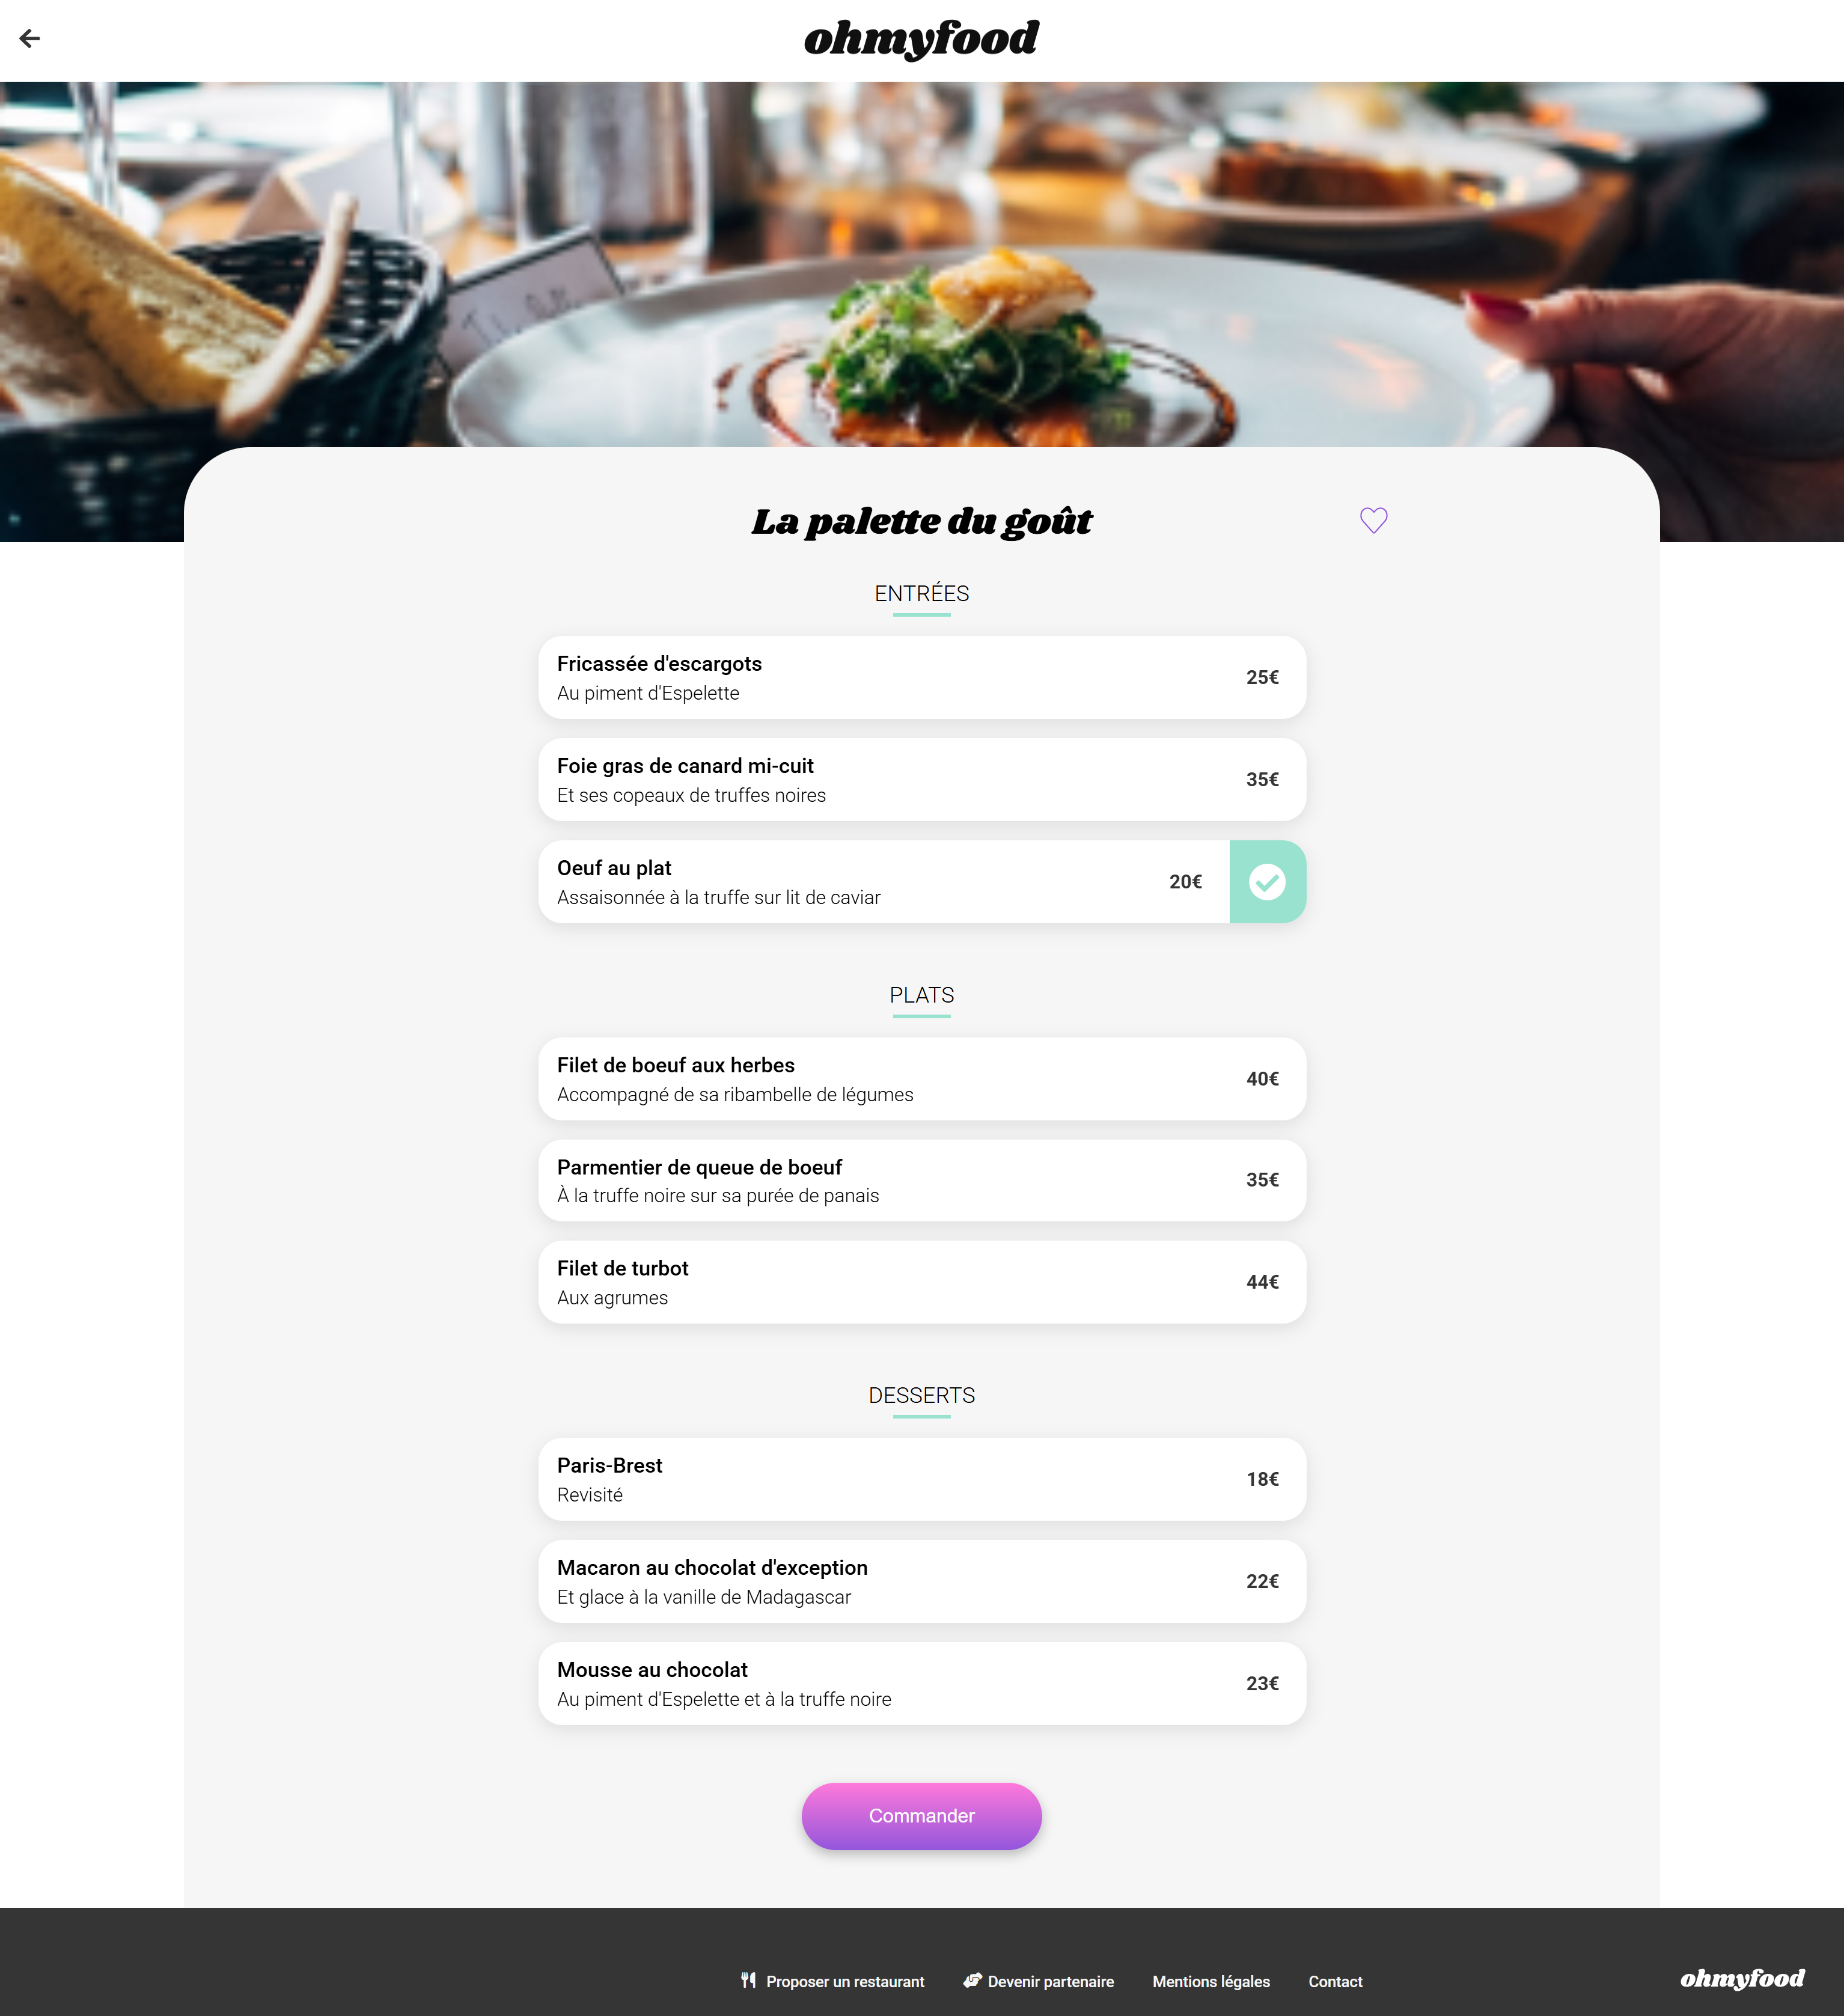 ohmyfood
La palette du goût
ENTRÉES
Fricassée d'escargots
Au piment d'Espelette
25€
Foie gras de canard mi-cuit
Et ses copeaux de truffes noires
35€
Oeuf au plat
Assaisonnée à la truffe sur lit de caviar
20€
PLATS
Filet de boeuf aux herbes
Accompagné de sa ribambelle de légumes
40€
Parmentier de queue de boeuf
À la truffe noire sur sa purée de panais
35€
Filet de turbot
Aux agrumes
44€
DESSERTS
Paris-Brest
Revisité
18€
Macaron au chocolat d'exception
Et glace à la vanille de Madagascar
22€
Mousse au chocolat
Au piment d'Espelette et à la truffe noire
23€
Commander
Proposer un restaurant
Devenir partenaire
Mentions légales
Contact
ohmyfood